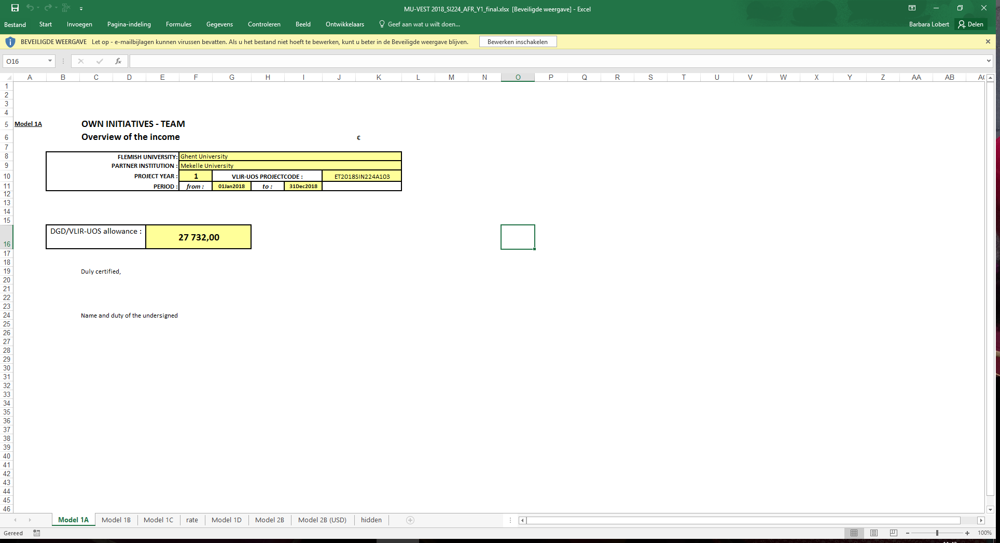 MU-VEST 2018_SI224_AFR_Y1_final.xlsx  [Beveiligde weergave] - Excel
Bestand Start Invoegen Pagina-indeling Formules Gegevens Controleren Beeld Ontwikkelaars Geef aan wat u wilt doen... Barbara Lobert Delen
BEVEILIGDE WEERGAVE Let op - e-mailbijlagen kunnen virussen bevatten. Als u het bestand niet hoeft te bewerken, kunt u beter in de Beveiligde weergave blijven. Bewerken inschakelen
O16 fx
A B C D E F G H I J K L M N O P Q R S T U V W X Y Z AA AB
1
2
3
4
5 Model 1A OWN INITIATIVES - TEAM
6 Overview of the income €
7
8 FLEMISH UNIVERSITY: Ghent University
9 PARTNER INSTITUTION : Mekelle University
10 PROJECT YEAR : 1 VLIR-UOS PROJECTCODE : ET2018SIN224A103
11 PERIOD : from : 01Jan2018 to : 31Dec2018
12
13
14
15
16 DGD/VLIR-UOS allowance : 27 732,00
17
18
19 Duly certified,
20
21
22
23
24 Name and duty of the undersigned
25
26
27
28
29
30
31
32
33
34
35
36
37
38
39
40
41
42
43
44
45
46
Model 1A Model 1B Model 1C rate Model 1D Model 2B Model 2B (USD) hidden
Gereed 100%